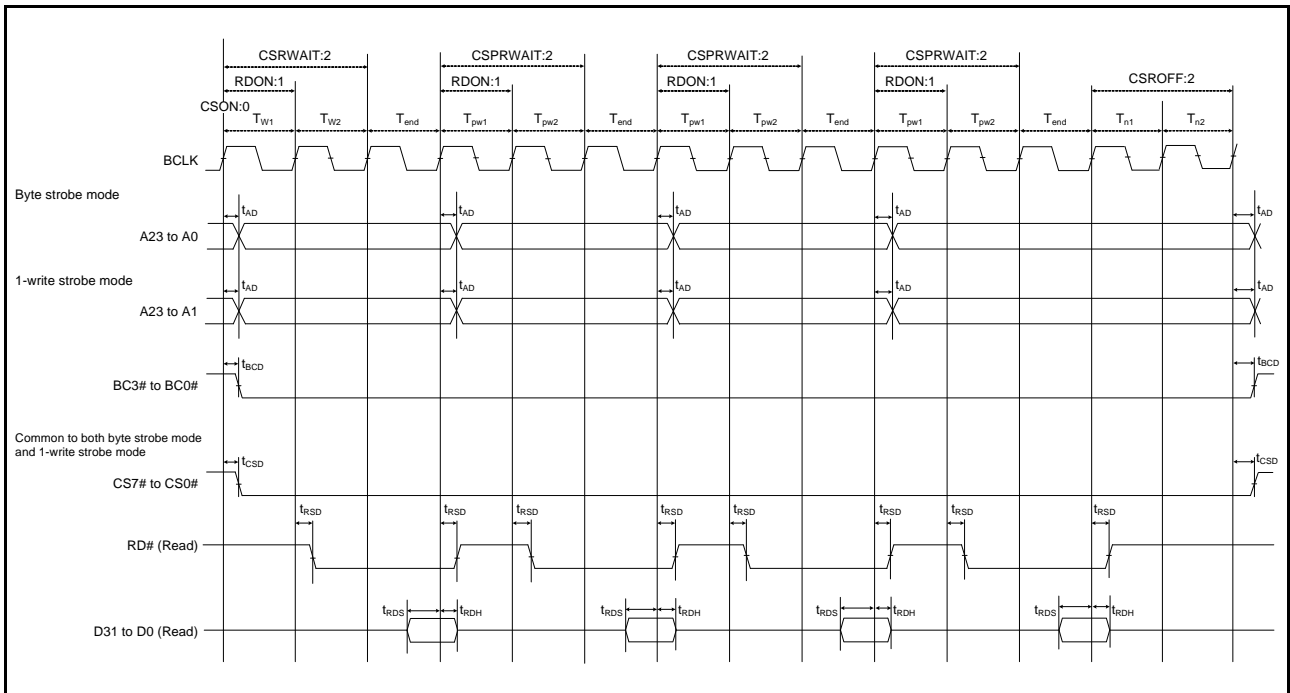 CSRWAIT:2 CSPRWAIT:2 CSPRWAIT:2 CSPRWAIT:2
RDON:1 RDON:1 RDON:1 RDON:1 CSROFF:2
CSON:0
TW1 TW2 Tend Tpw1 Tpw2 Tend Tpw1 Tpw2 Tend Tpw1 Tpw2 Tend Tn1 Tn2
BCLK
Byte strobe mode
tAD tAD tAD tAD tAD
A23 to A0
1-write strobe mode
tAD tAD tAD tAD tAD
A23 to A1
tBCD tBCD
BC3# to BC0#
Common to both byte strobe mode
and 1-write strobe mode
tCSD tCSD
CS7# to CS0#
tRSD tRSD tRSD tRSD tRSD tRSD tRSD tRSD
RD# (Read)
tRDS tRDH tRDS tRDH tRDS tRDH tRDS tRDH
D31 to D0 (Read)